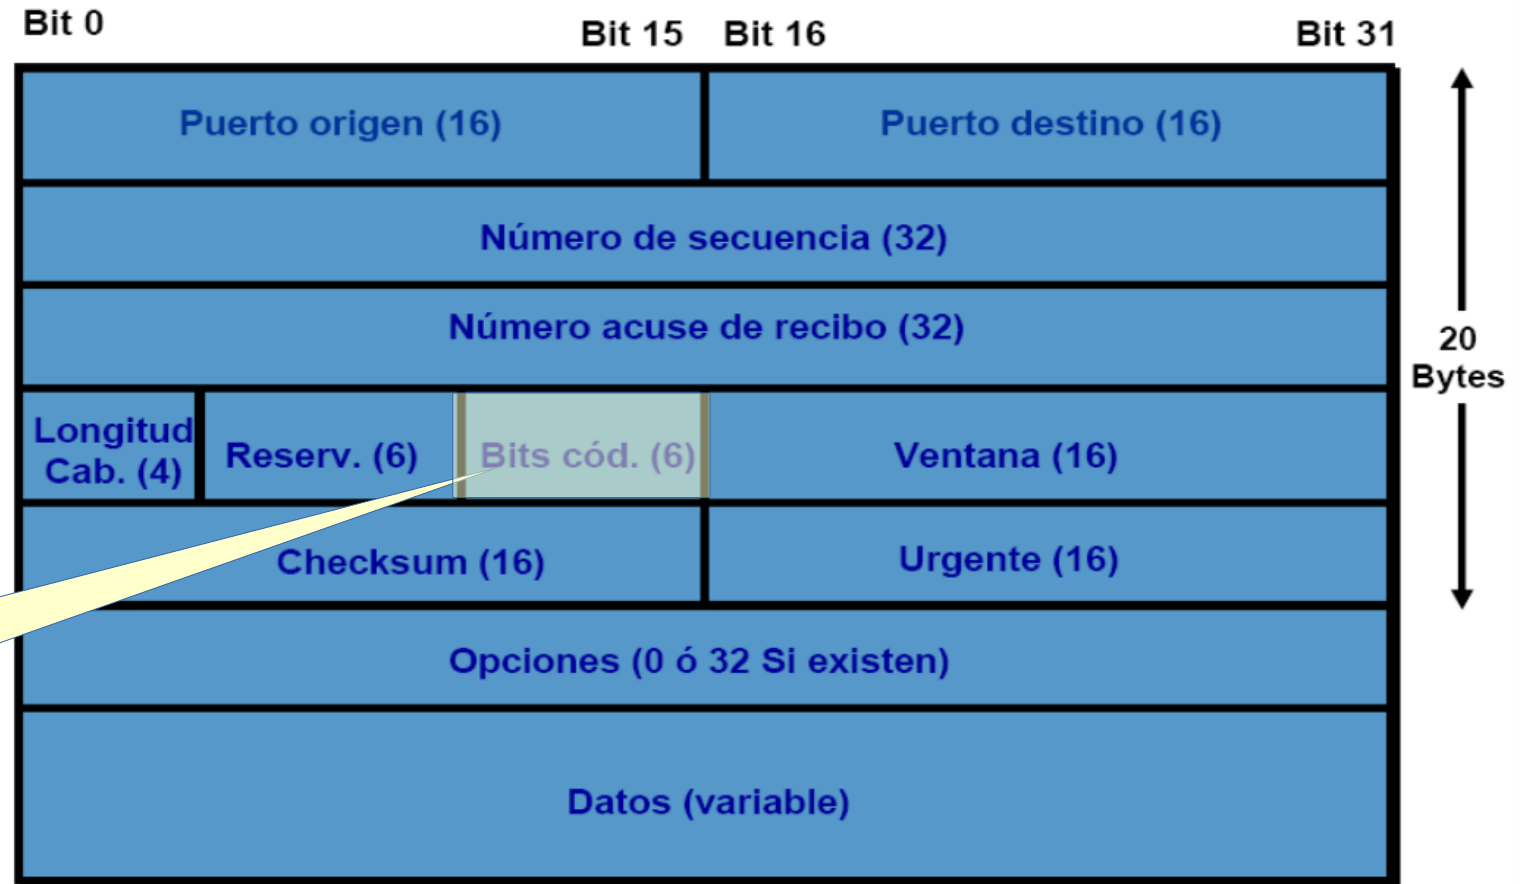 Bit 0
Bit 15
Bit 16
Bit 31
Puerto origen (16)
Puerto destino (16)
Número de secuencia (32)
Número acuse de recibo (32)
20
Bytes
Longitud
Cab. (4)
Reserv. (6)
Bits cód. (6)
Ventana (16)
Checksum (16)
Urgente (16)
Opciones (0 ó 32 Si existen)
Datos (variable)